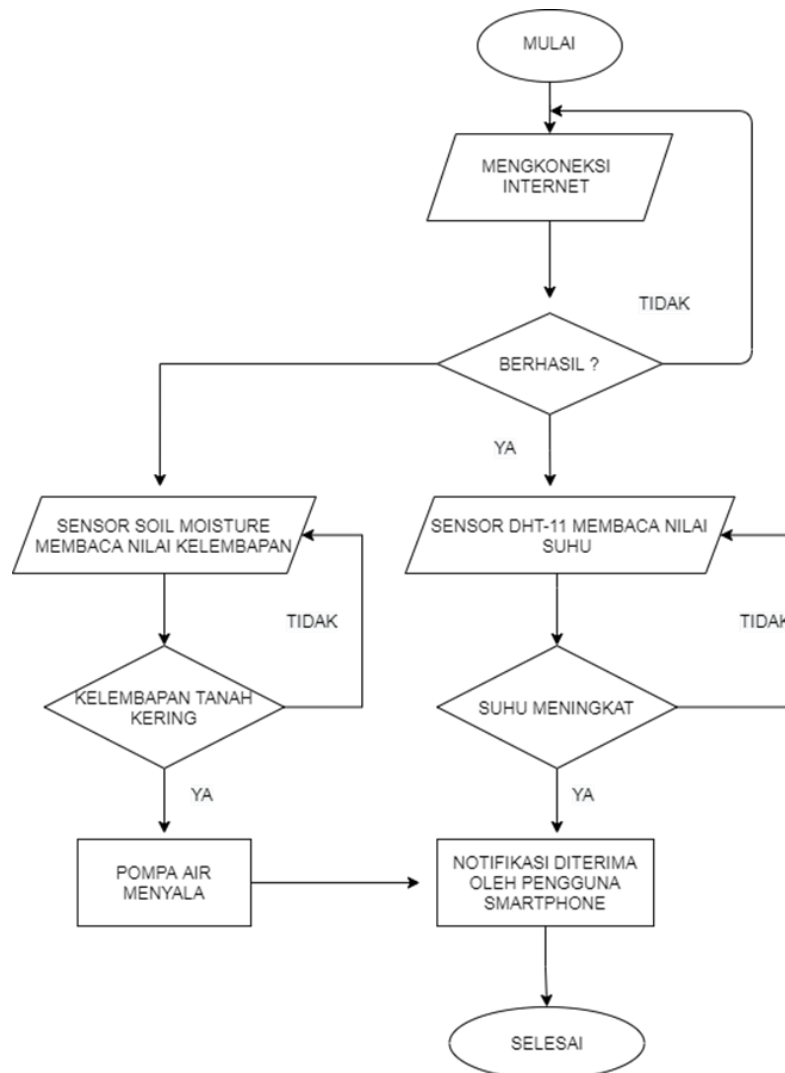 MULAI
MENGKONEKSI
INTERNET
TIDAK
BERHASIL ?
YA
SENSOR SOIL MOISTURE
MEMBACA NILAI KELEMBAPAN
SENSOR DHT-11 MEMBACA NILAI
SUHU
TIDAK
TIDAK
KELEMBAPAN TANAH
KERING
SUHU MENINGKAT
YA
YA
POMPA AIR
MENYALA
NOTIFIKASI DITERIMA
OLEH PENGGUNA
SMARTPHONE
SELESAI